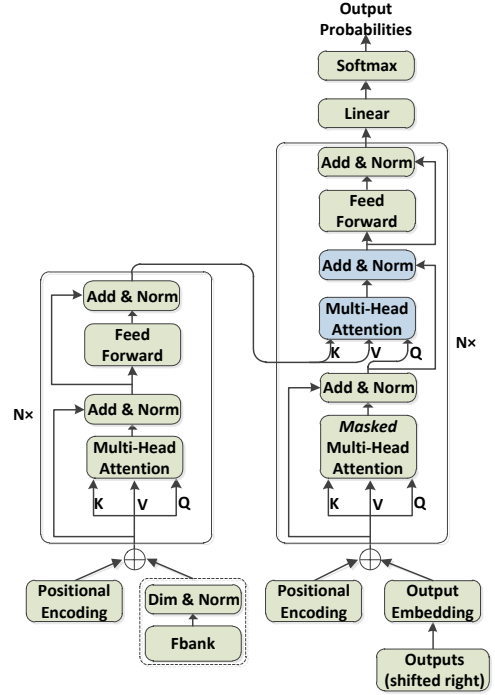 Output
Probabilities
Softmax
Linear
Add & Norm
Feed
Forward
Add & Norm
Multi-Head
Attention
K V Q
Add & Norm
Masked
Multi-Head
Attention
K V Q
N×
Add & Norm
Feed
Forward
Add & Norm
Multi-Head
Attention
K V Q
N×
Positional
Encoding
Dim & Norm
Fbank
Positional
Encoding
Output
Embedding
Outputs
(shifted right)